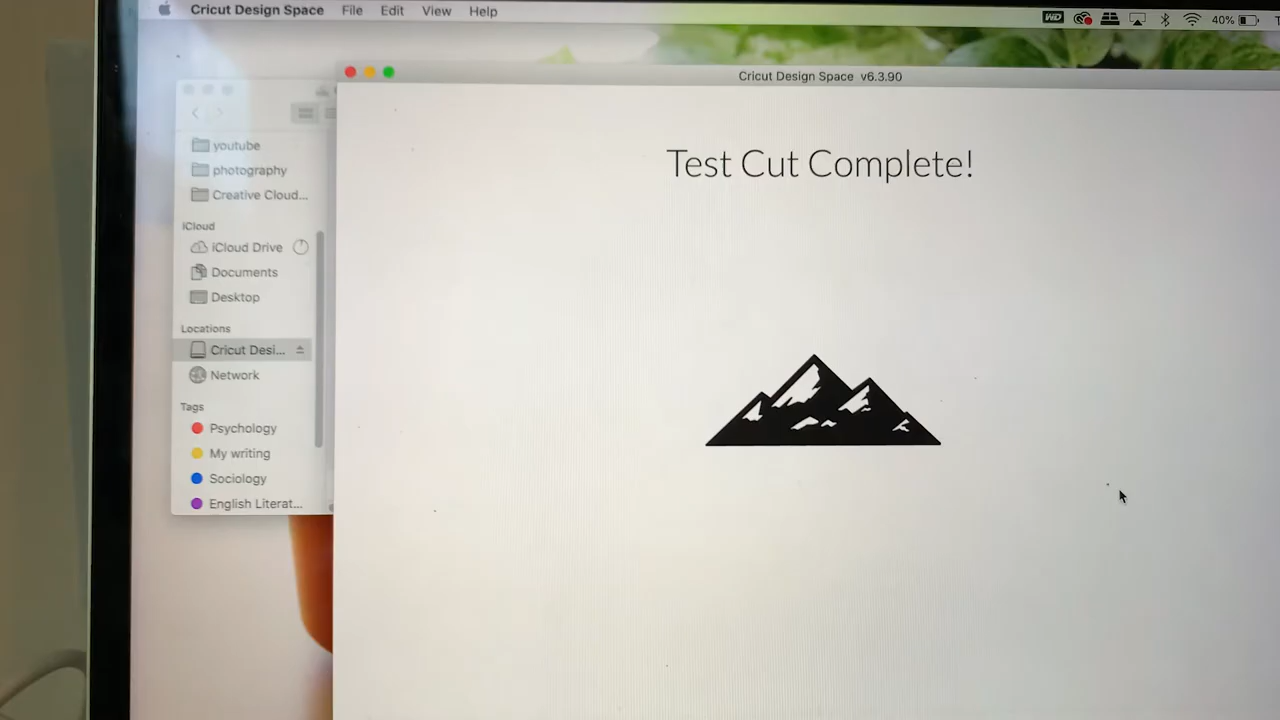 Cricut Design Space File Edit View Help
WD 40%
Cricut Design Space v6.3.90
youtube
photography
Creative Cloud...
iCloud
iCloud Drive
Documents
Desktop
Locations
Cricut Desi...
Network
Tags
Psychology
My writing
Sociology
English Literat...
Test Cut Complete!